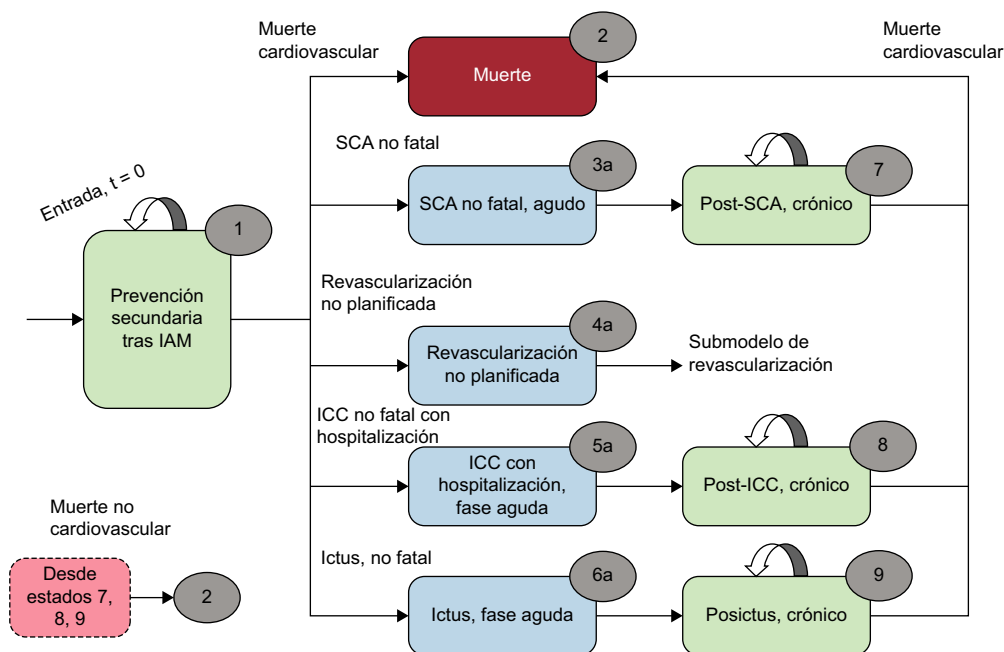 Muerte
cardiovascular
2
Muerte
Muerte
cardiovascular
SCA no fatal
3a
SCA no fatal, agudo
7
Post-SCA, crónico
Entrada, t = 0
1
Prevención
secundaria
tras IAM
Revascularización
no planificada
4a
Revascularización
no planificada
Submodelo de
revascularización
ICC no fatal con
hospitalización
5a
ICC con
hospitalización,
fase aguda
8
Post-ICC, crónico
Muerte no
cardiovascular
Desde
estados 7,
8, 9
2
Ictus, no fatal
6a
Ictus, fase aguda
9
Posictus, crónico